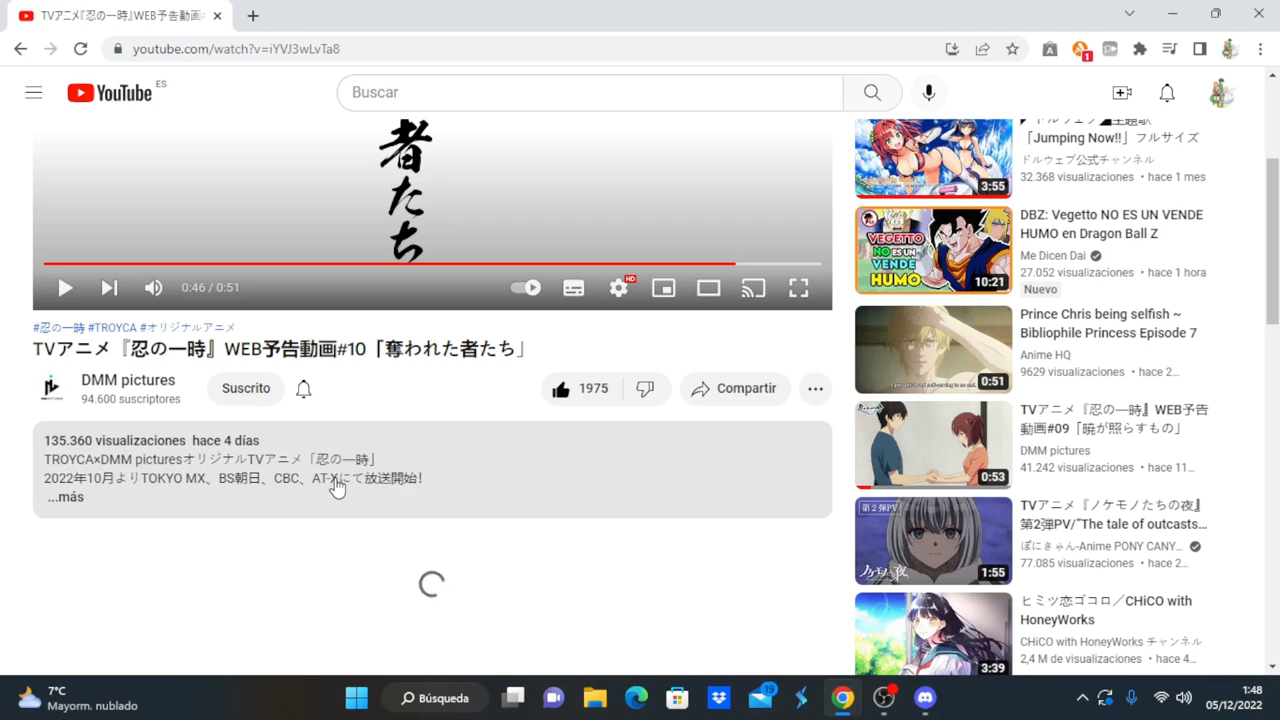 TVアニメ『忍の一時』WEB予告動画#
youtube.com/watch?v=iYVJ3wLvTa8
1
YouTube ES
Buscar
者たち
0:46 / 0:51
HD
#忍の一時 #TROYCA #オリジナルアニメ
TVアニメ『忍の一時』WEB予告動画#10「奪われた者たち」
DMM pictures
94.600 suscriptores
Suscrito
1975
Compartir
135.360 visualizaciones hace 4 días
TROYCA×DMM picturesオリジナルTVアニメ「忍の一時」
2022年10月よりTOKYO MX、BS朝日、CBC、AT-Xにて放送開始!
...más
「Jumping Now!!」フルサイズ
ドルウェブ公式チャンネル
32.368 visualizaciones • hace 1 mes
3:55
DBZ: Vegetto NO ES UN VENDE
HUMO en Dragon Ball Z
Me Dicen Dai
27.052 visualizaciones • hace 1 hora
Nuevo
VEGETTO
NO ES UN
VENDE
HUMO
10:21
Prince Chris being selfish ~
Bibliophile Princess Episode 7
Anime HQ
9629 visualizaciones • hace 2...
0:51
TVアニメ『忍の一時』WEB予告
動画#09「暁が照らすもの」
DMM pictures
41.242 visualizaciones • hace 11...
0:53
TVアニメ『ノケモノたちの夜』
第2弾PV/"The tale of outcasts...
ぽにきゃん-Anime PONY CANY...
77.085 visualizaciones • hace 2...
第2弾PV
1:55
ヒミツ恋ゴコロ／CHiCO with
HoneyWorks
CHiCO with HoneyWorks チャンネル
2,4 M de visualizaciones • hace 4...
3:39
7°C
Mayorm. nublado
Búsqueda
19
1:48
05/12/2022